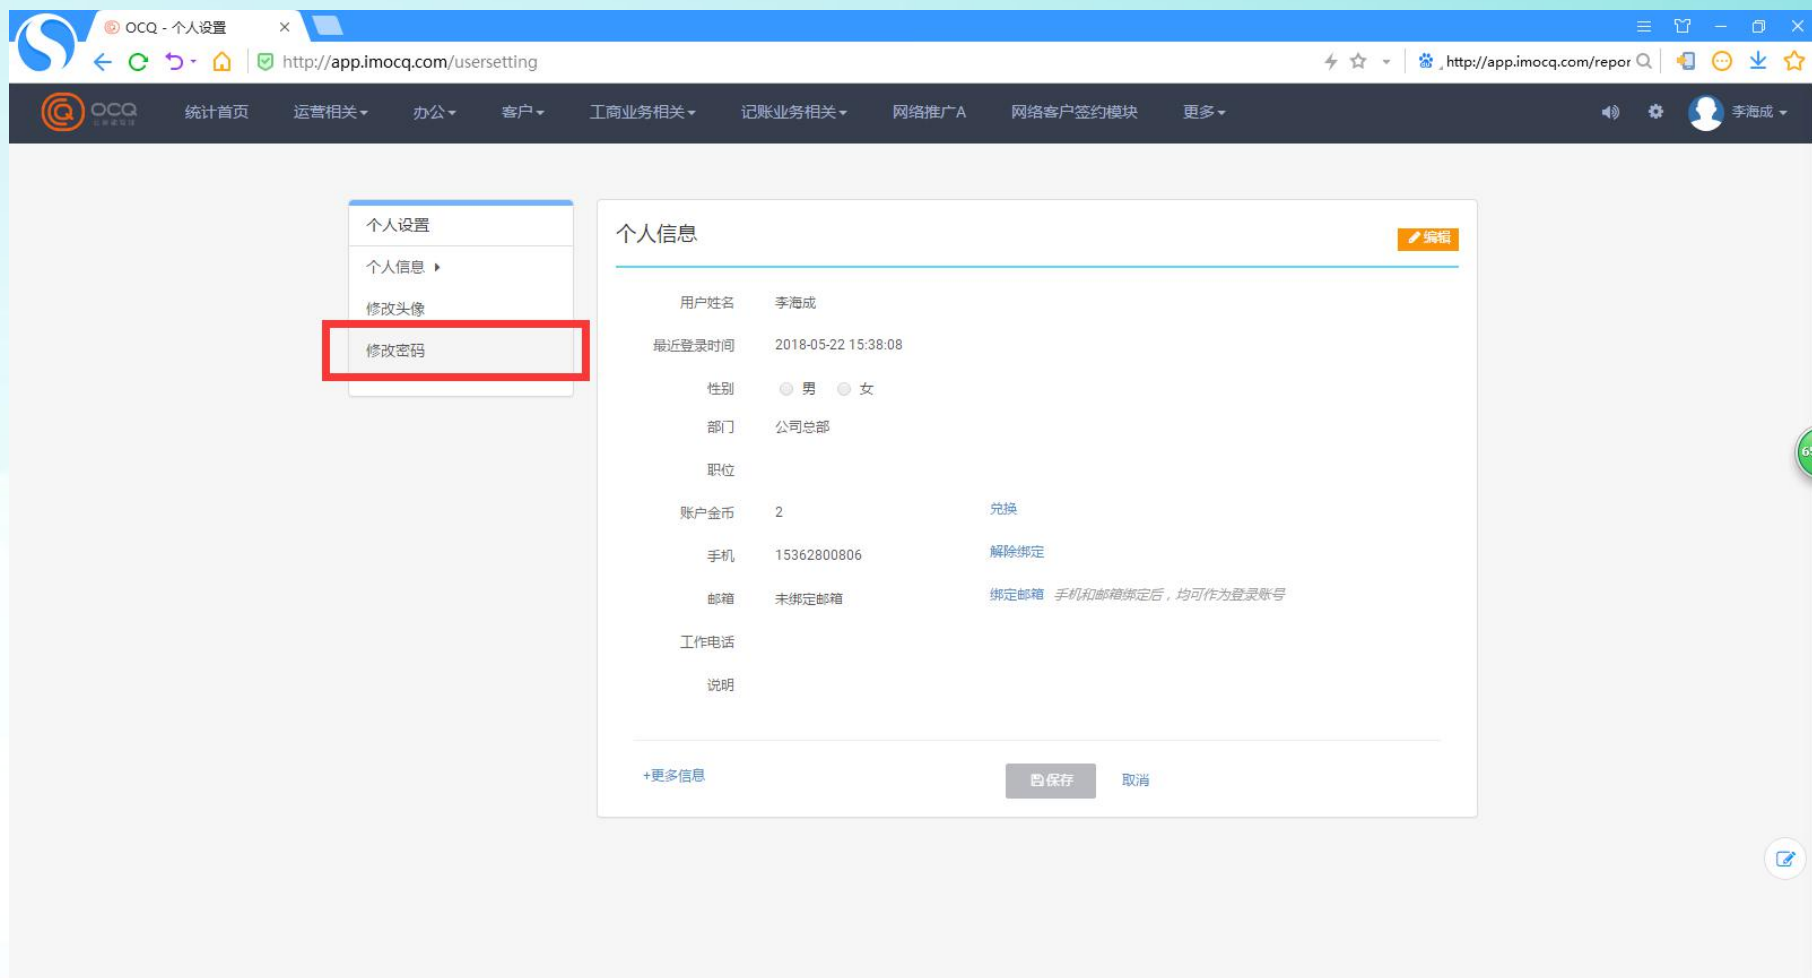 OCQ - 个人设置
http://app.imocq.com/usersetting
http://app.imocq.com/repor
OCQ 统计首页 运营相关 办公 客户 工商业务相关 记账业务相关 网络推广A 网络客户签约模块 更多 李海成
个人设置
个人信息
修改头像
修改密码
个人信息
编辑
用户姓名 李海成
最近登录时间 2018-05-22 15:38:08
性别 男 女
部门 公司总部
职位
账户金币 2 兑换
手机 15362800806 解除绑定
邮箱 未绑定邮箱 绑定邮箱 手机和邮箱绑定后，均可作为登录账号
工作电话
说明
+更多信息 保存 取消